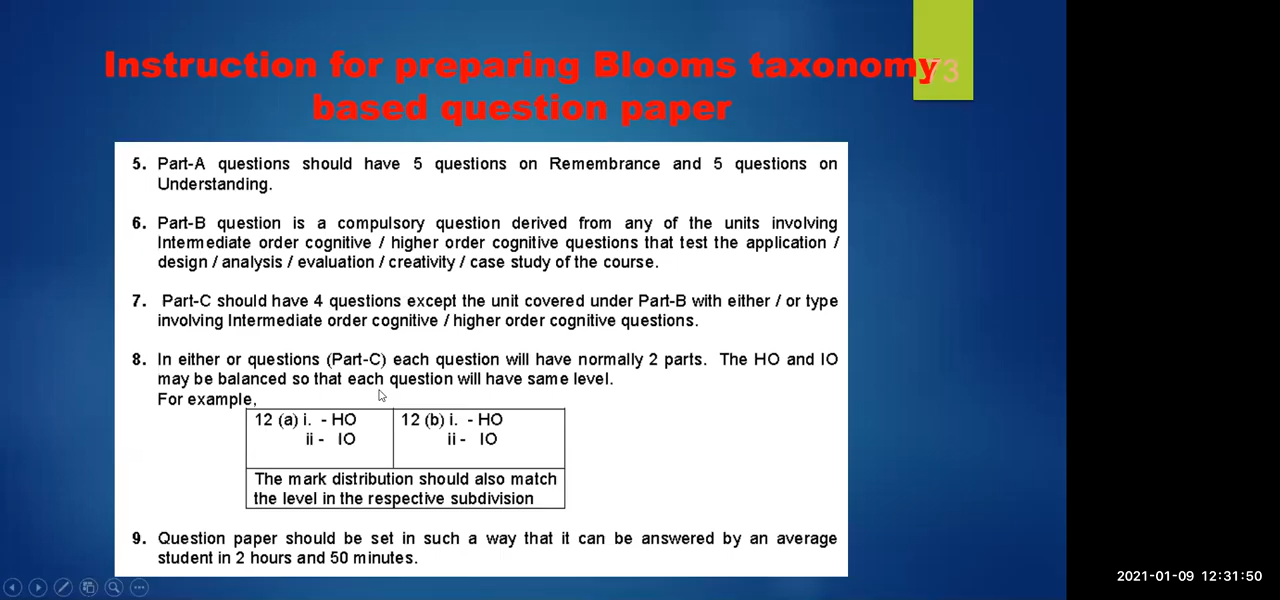 Instruction for preparing Blooms taxonomy
73
based question paper
5. Part-A questions should have 5 questions on Remembrance and 5 questions on
Understanding.
6. Part-B question is a compulsory question derived from any of the units involving
Intermediate order cognitive / higher order cognitive questions that test the application /
design / analysis / evaluation / creativity / case study of the course.
7. Part-C should have 4 questions except the unit covered under Part-B with either / or type
involving Intermediate order cognitive / higher order cognitive questions.
8. In either or questions (Part-C) each question will have normally 2 parts. The HO and IO
may be balanced so that each question will have same level.
For example,
12 (a) i. - HO
ii - IO
12 (b) i. - HO
ii - IO
The mark distribution should also match
the level in the respective subdivision
9. Question paper should be set in such a way that it can be answered by an average
student in 2 hours and 50 minutes.
2021-01-09 12:31:50